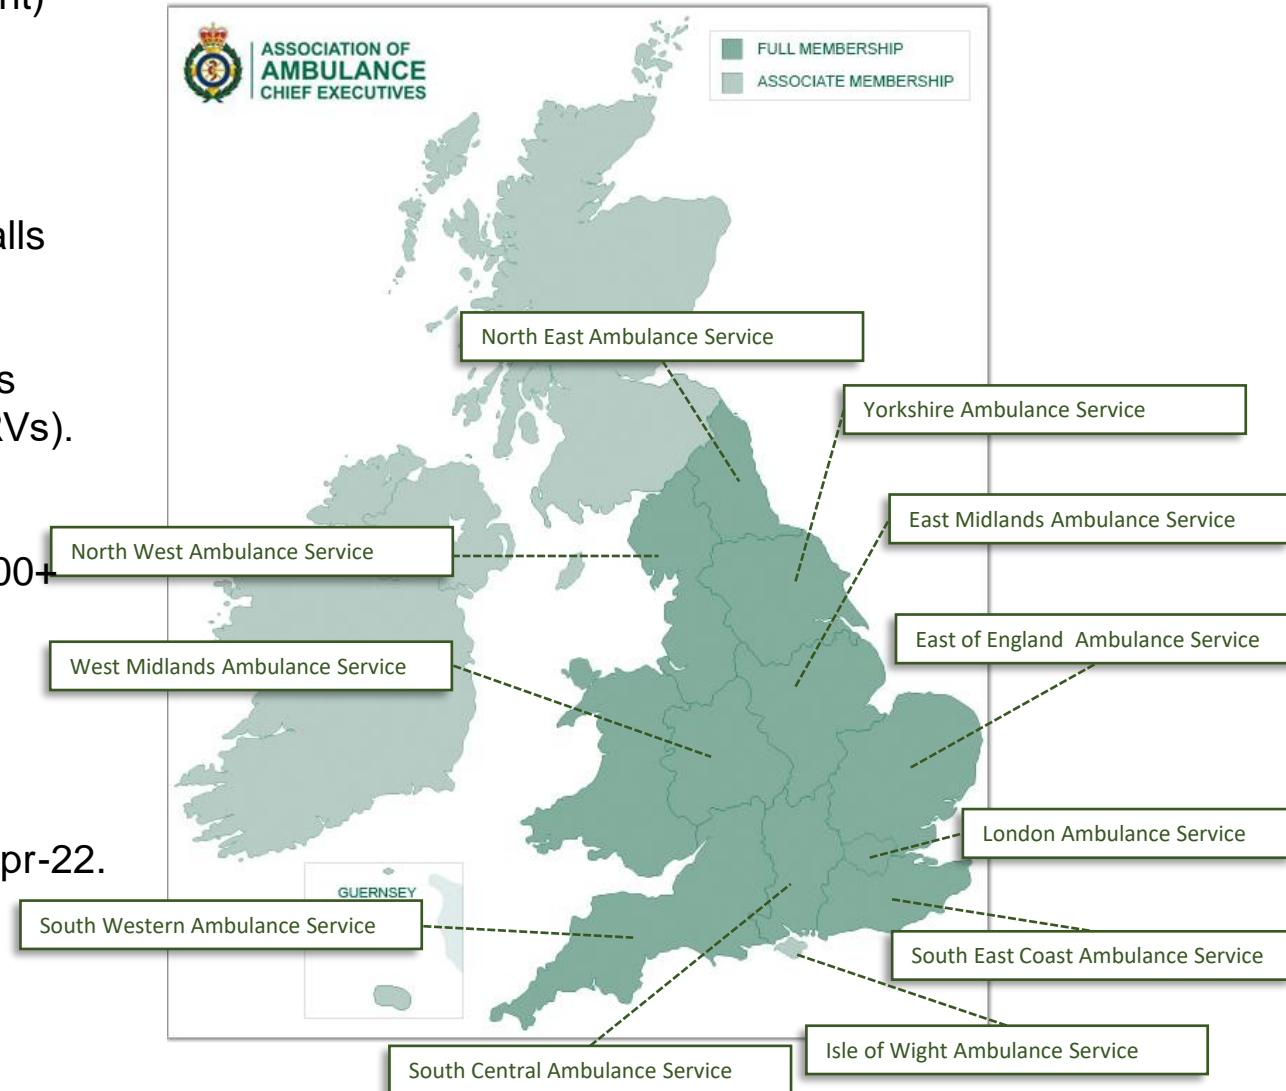 nt)
ASSOCIATION OF
AMBULANCE
CHIEF EXECUTIVES
FULL MEMBERSHIP
ASSOCIATE MEMBERSHIP
alls
North East Ambulance Service
s
Yorkshire Ambulance Service
RVs).
East Midlands Ambulance Service
North West Ambulance Service
00+
East of England Ambulance Service
West Midlands Ambulance Service
London Ambulance Service
pr-22.
GUERNSEY
South Western Ambulance Service
South East Coast Ambulance Service
Isle of Wight Ambulance Service
South Central Ambulance Service